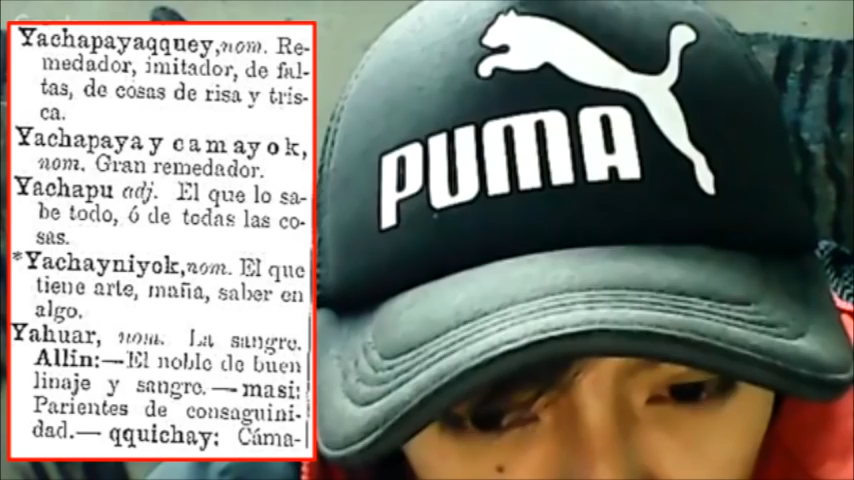 Yachapayaqquey, nom. Re-
medador, imitador, de fal-
tas, de cosas de risa y tris-
ca.
Yachapayay camayok,
nom. Gran remedador.
Yachapu adj. El que lo sa-
be todo, ó de todas las co-
sas.
*Yachayniyok, nom. El que
tiene arte, maña, saber en
algo.
Yahuar, nom. La sangre.
Allin:—El noble de buen
linaje y sangre.—masi:
Parientes de consaguini-
dad.—qquichay: Cáma-
PUMA